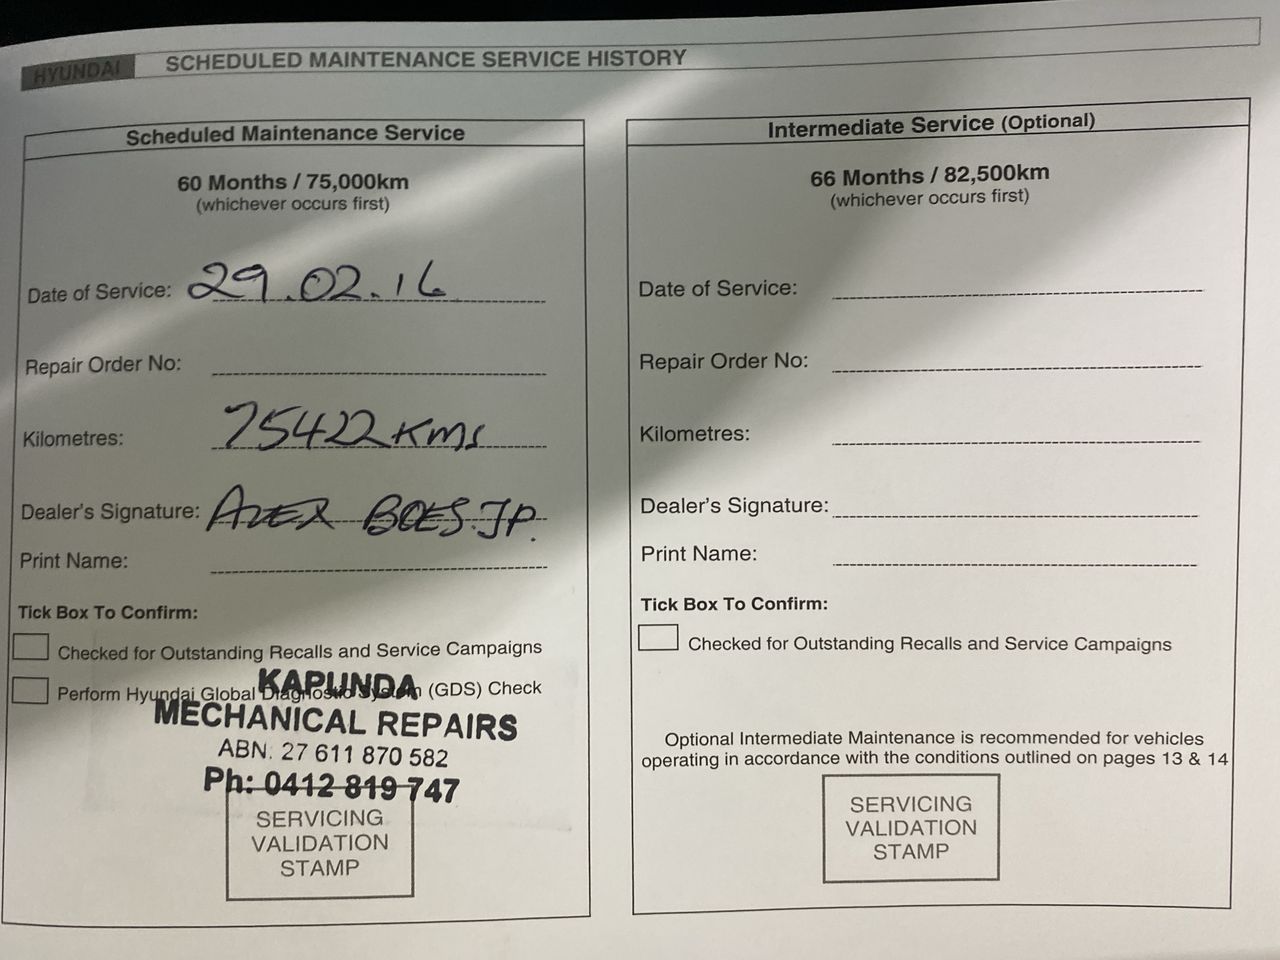 HYUNDAI SCHEDULED MAINTENANCE SERVICE HISTORY
Scheduled Maintenance Service
60 Months / 75,000km
(whichever occurs first)
Date of Service: 29.02.16
Repair Order No:
Kilometres: 75422 KMS
Dealer's Signature: ALEX BOES.JP.
Print Name:
Tick Box To Confirm:
Checked for Outstanding Recalls and Service Campaigns
Perform Hyundai Global Diagnostic System (GDS) Check
KAPUNDA
MECHANICAL REPAIRS
ABN. 27 611 870 582
Ph: 0412 819 747
SERVICING
VALIDATION
STAMP
Intermediate Service (Optional)
66 Months / 82,500km
(whichever occurs first)
Date of Service:
Repair Order No:
Kilometres:
Dealer's Signature:
Print Name:
Tick Box To Confirm:
Checked for Outstanding Recalls and Service Campaigns
Optional Intermediate Maintenance is recommended for vehicles
operating in accordance with the conditions outlined on pages 13 & 14
SERVICING
VALIDATION
STAMP